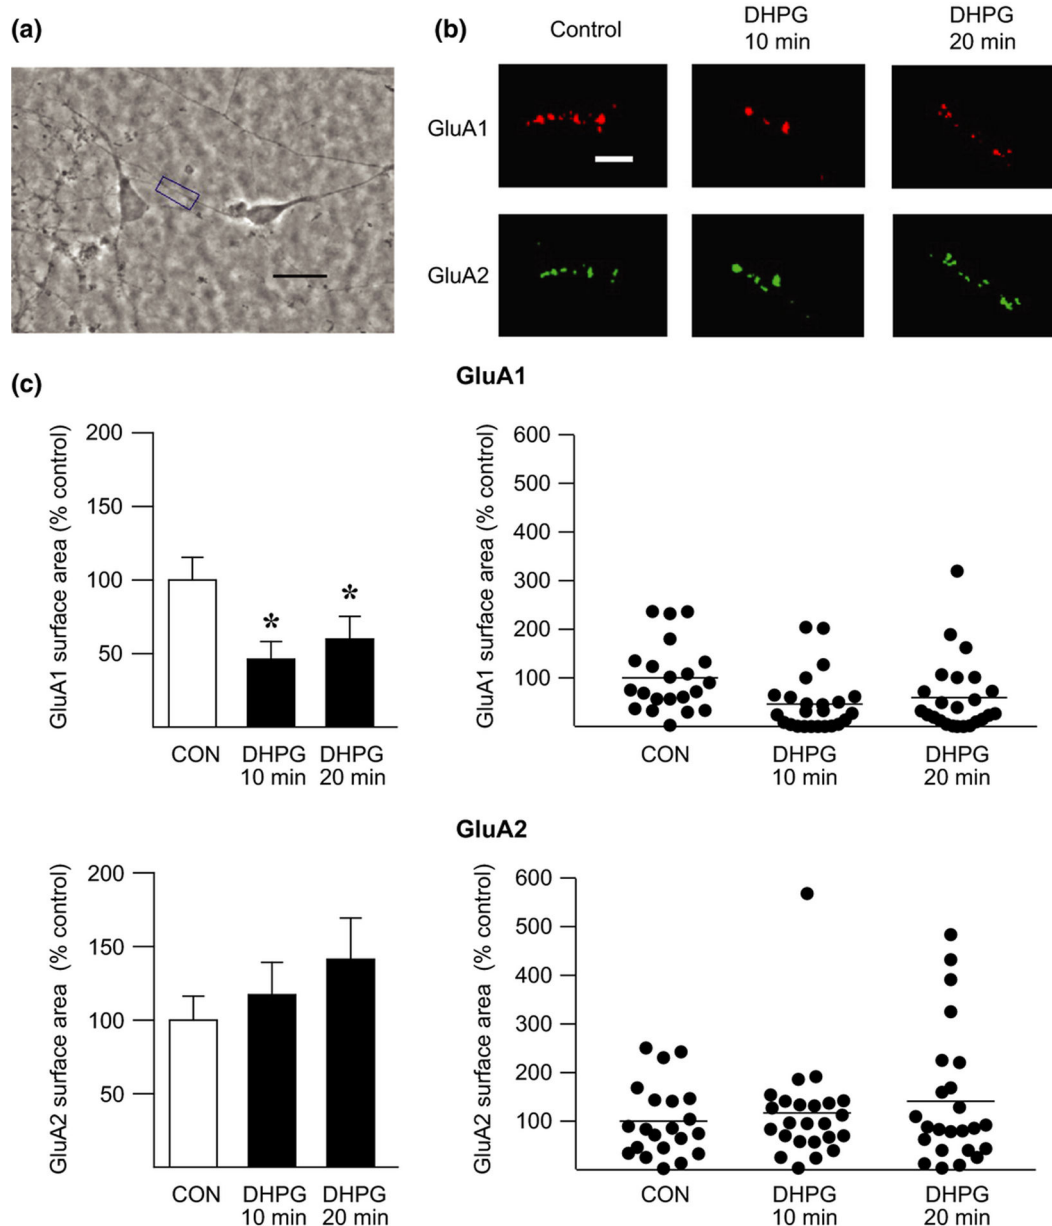 (a)
(b)
Control
DHPG
10 min
DHPG
20 min
GluA1
GluA2
(c)
GluA1
GluA1 surface area (% control)
200
150
100
50
*
*
CON
DHPG
10 min
DHPG
20 min
GluA1 surface area (% control)
600
500
400
300
200
100
CON
DHPG
10 min
DHPG
20 min
GluA2
GluA2 surface area (% control)
200
150
100
50
CON
DHPG
10 min
DHPG
20 min
GluA2 surface area (% control)
600
500
400
300
200
100
CON
DHPG
10 min
DHPG
20 min